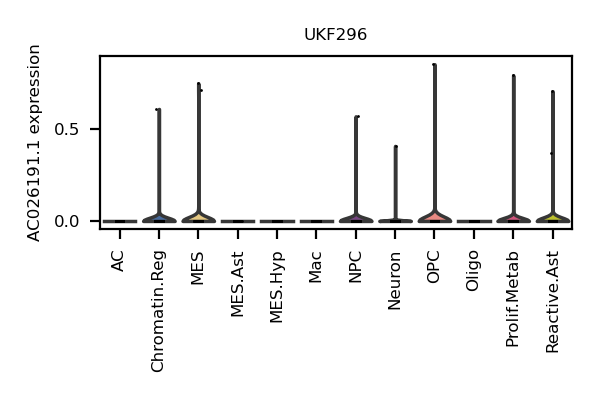 UKF296
AC026191.1 expression
0.5
0.0
AC
Chromatin.Reg
MES
MES.Ast
MES.Hyp
Mac
NPC
Neuron
OPC
Oligo
Prolif.Metab
Reactive.Ast